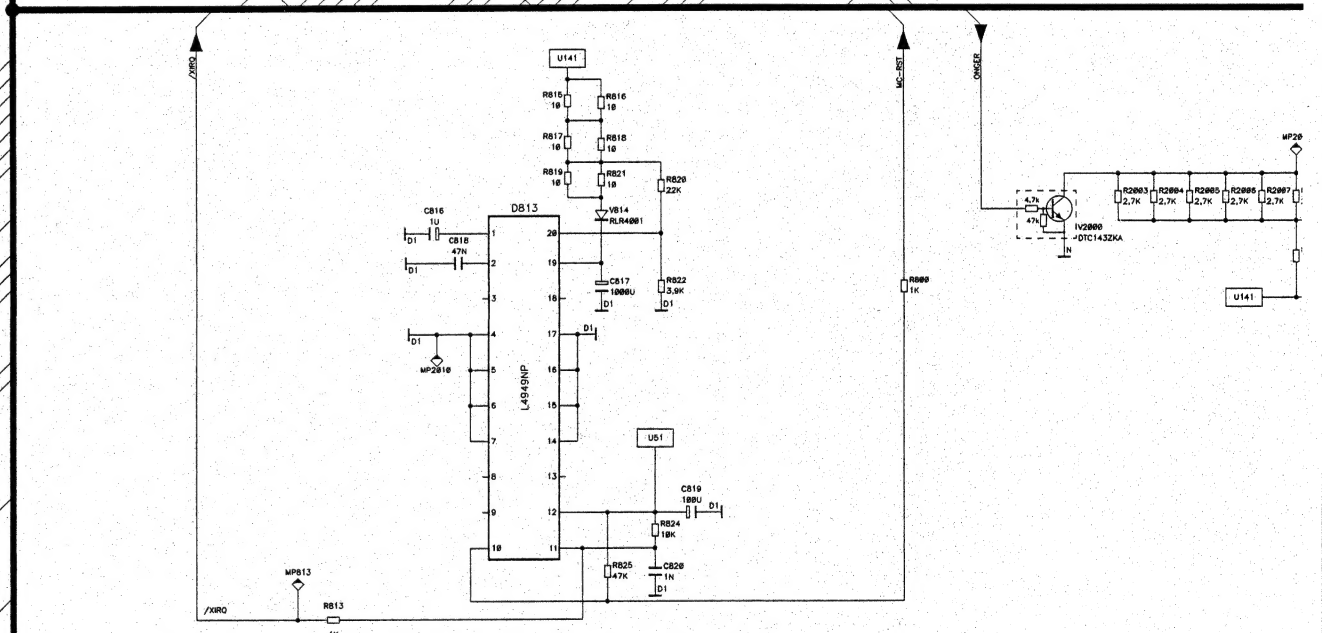 /XIRQ
U141
MC-RST
ONGER
R815
10
R816
10
R817
10
R818
10
R819
10
R821
10
R820
22K
MP20
R2003
2,7K
R2004
2,7K
R2005
2,7K
R2006
2,7K
R2007
2,7K
4,7k
47k
V2000
DTC143ZKA
N
U141
V814
RLR4001
D813
C816
1U
D1
C818
47N
D1
1
2
3
4
5
6
7
8
9
10
20
19
18
17
16
15
14
13
12
11
L4949NP
C817
1000U
D1
R822
3,9K
D1
R800
1K
D1
MP2010
D1
U51
C819
100U
D1
R824
10K
R825
47K
C820
1N
D1
MP813
/XIRQ
R813